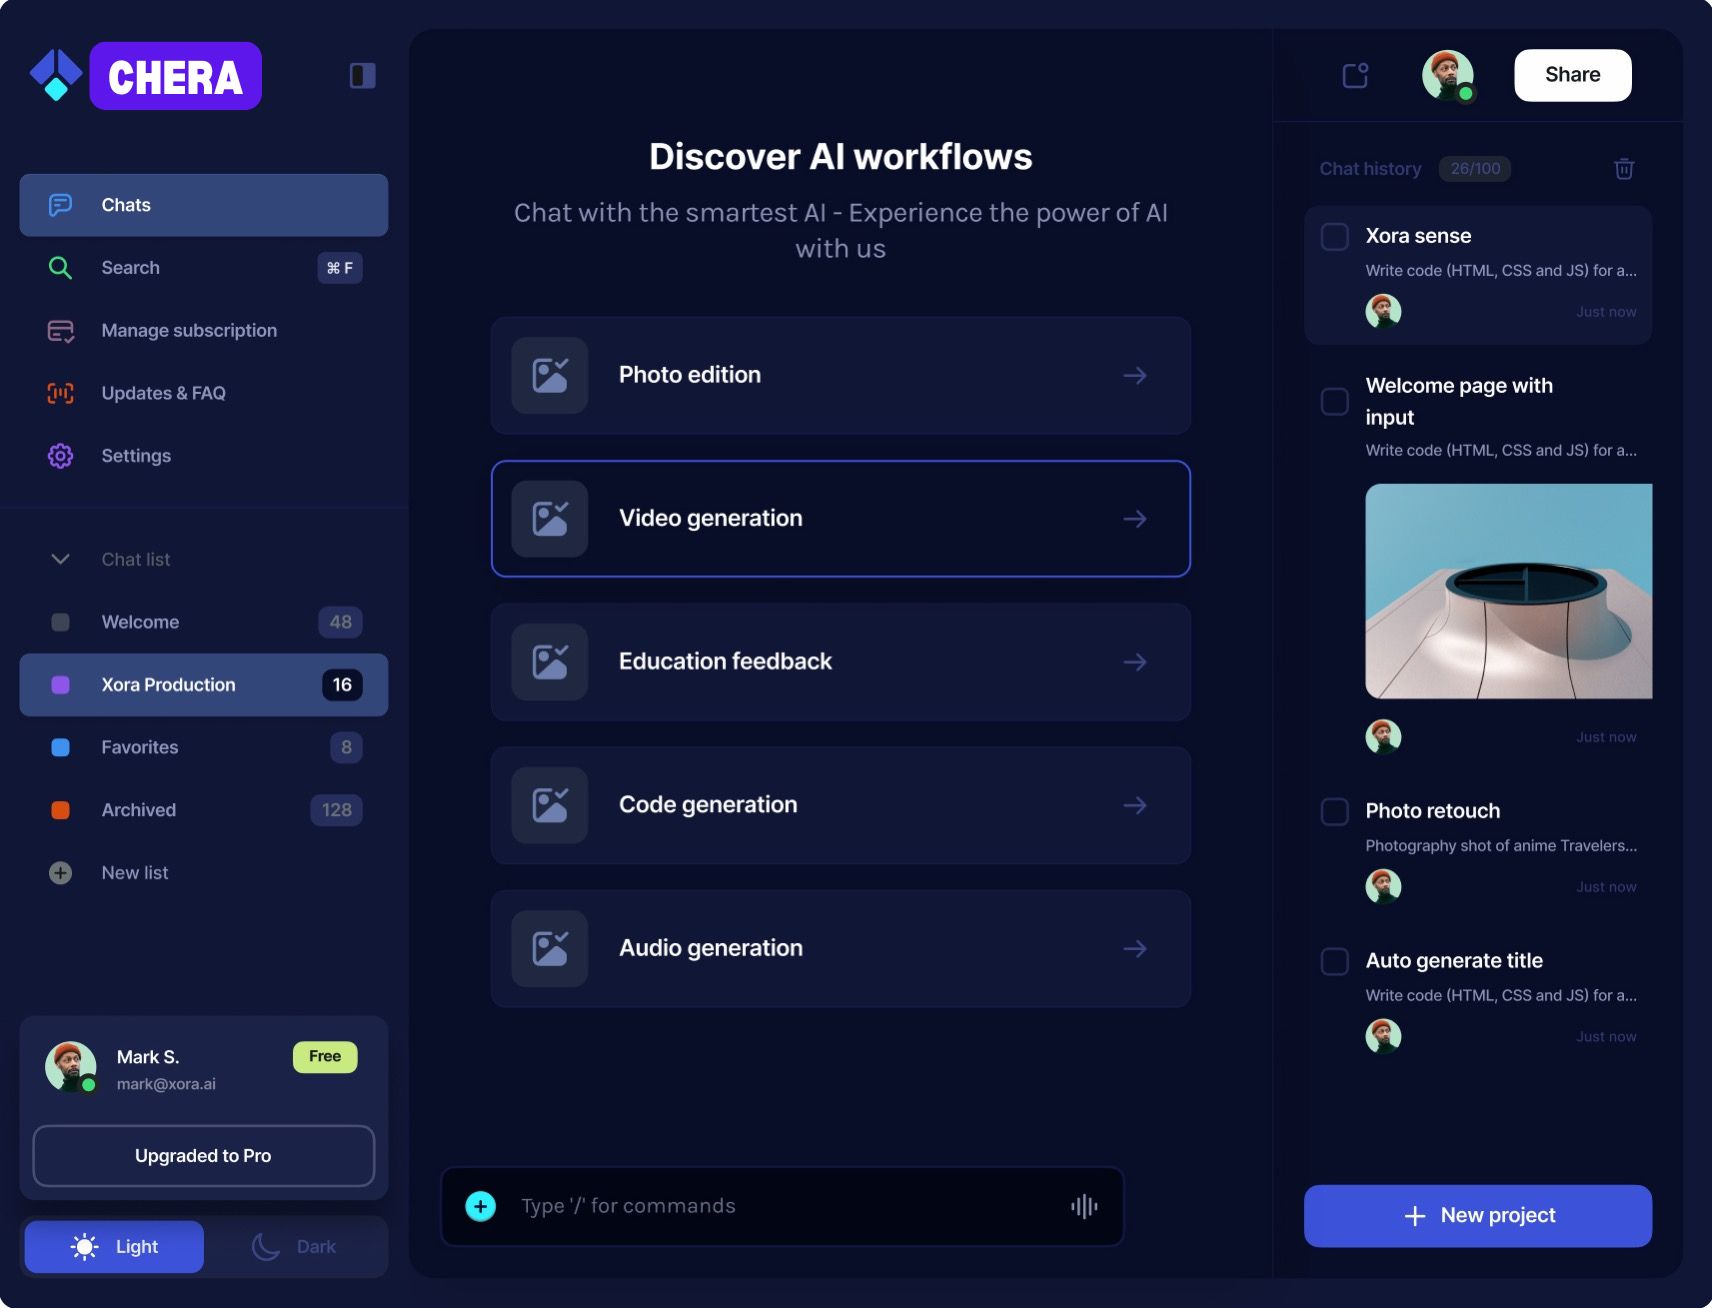 CHERA
Chats
Search
⌘ F
Manage subscription
Updates & FAQ
Settings
Chat list
Welcome
48
Xora Production
16
Favorites
8
Archived
128
New list
Mark S.
Free
mark@xora.ai
Upgraded to Pro
Light
Dark
Discover AI workflows
Chat with the smartest AI - Experience the power of AI
with us
Photo edition
Video generation
Education feedback
Code generation
Audio generation
Type '/' for commands
Share
Chat history
26/100
Xora sense
Write code (HTML, CSS and JS) for a...
Just now
Welcome page with
input
Write code (HTML, CSS and JS) for a...
Just now
Photo retouch
Photography shot of anime Travelers...
Just now
Auto generate title
Write code (HTML, CSS and JS) for a...
Just now
New project